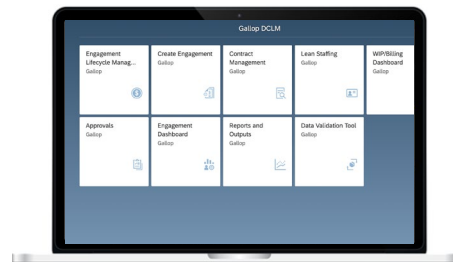 Gallop DCLM
Engagement
Lifecycle Manag...
Gallop
Create Engagement
Gallop
Contract
Management
Gallop
Lean Staffing
Gallop
WIP/Billing
Dashboard
Gallop
Approvals
Gallop
Engagement
Dashboard
Gallop
Reports and
Outputs
Gallop
Data Validation Tool
Gallop